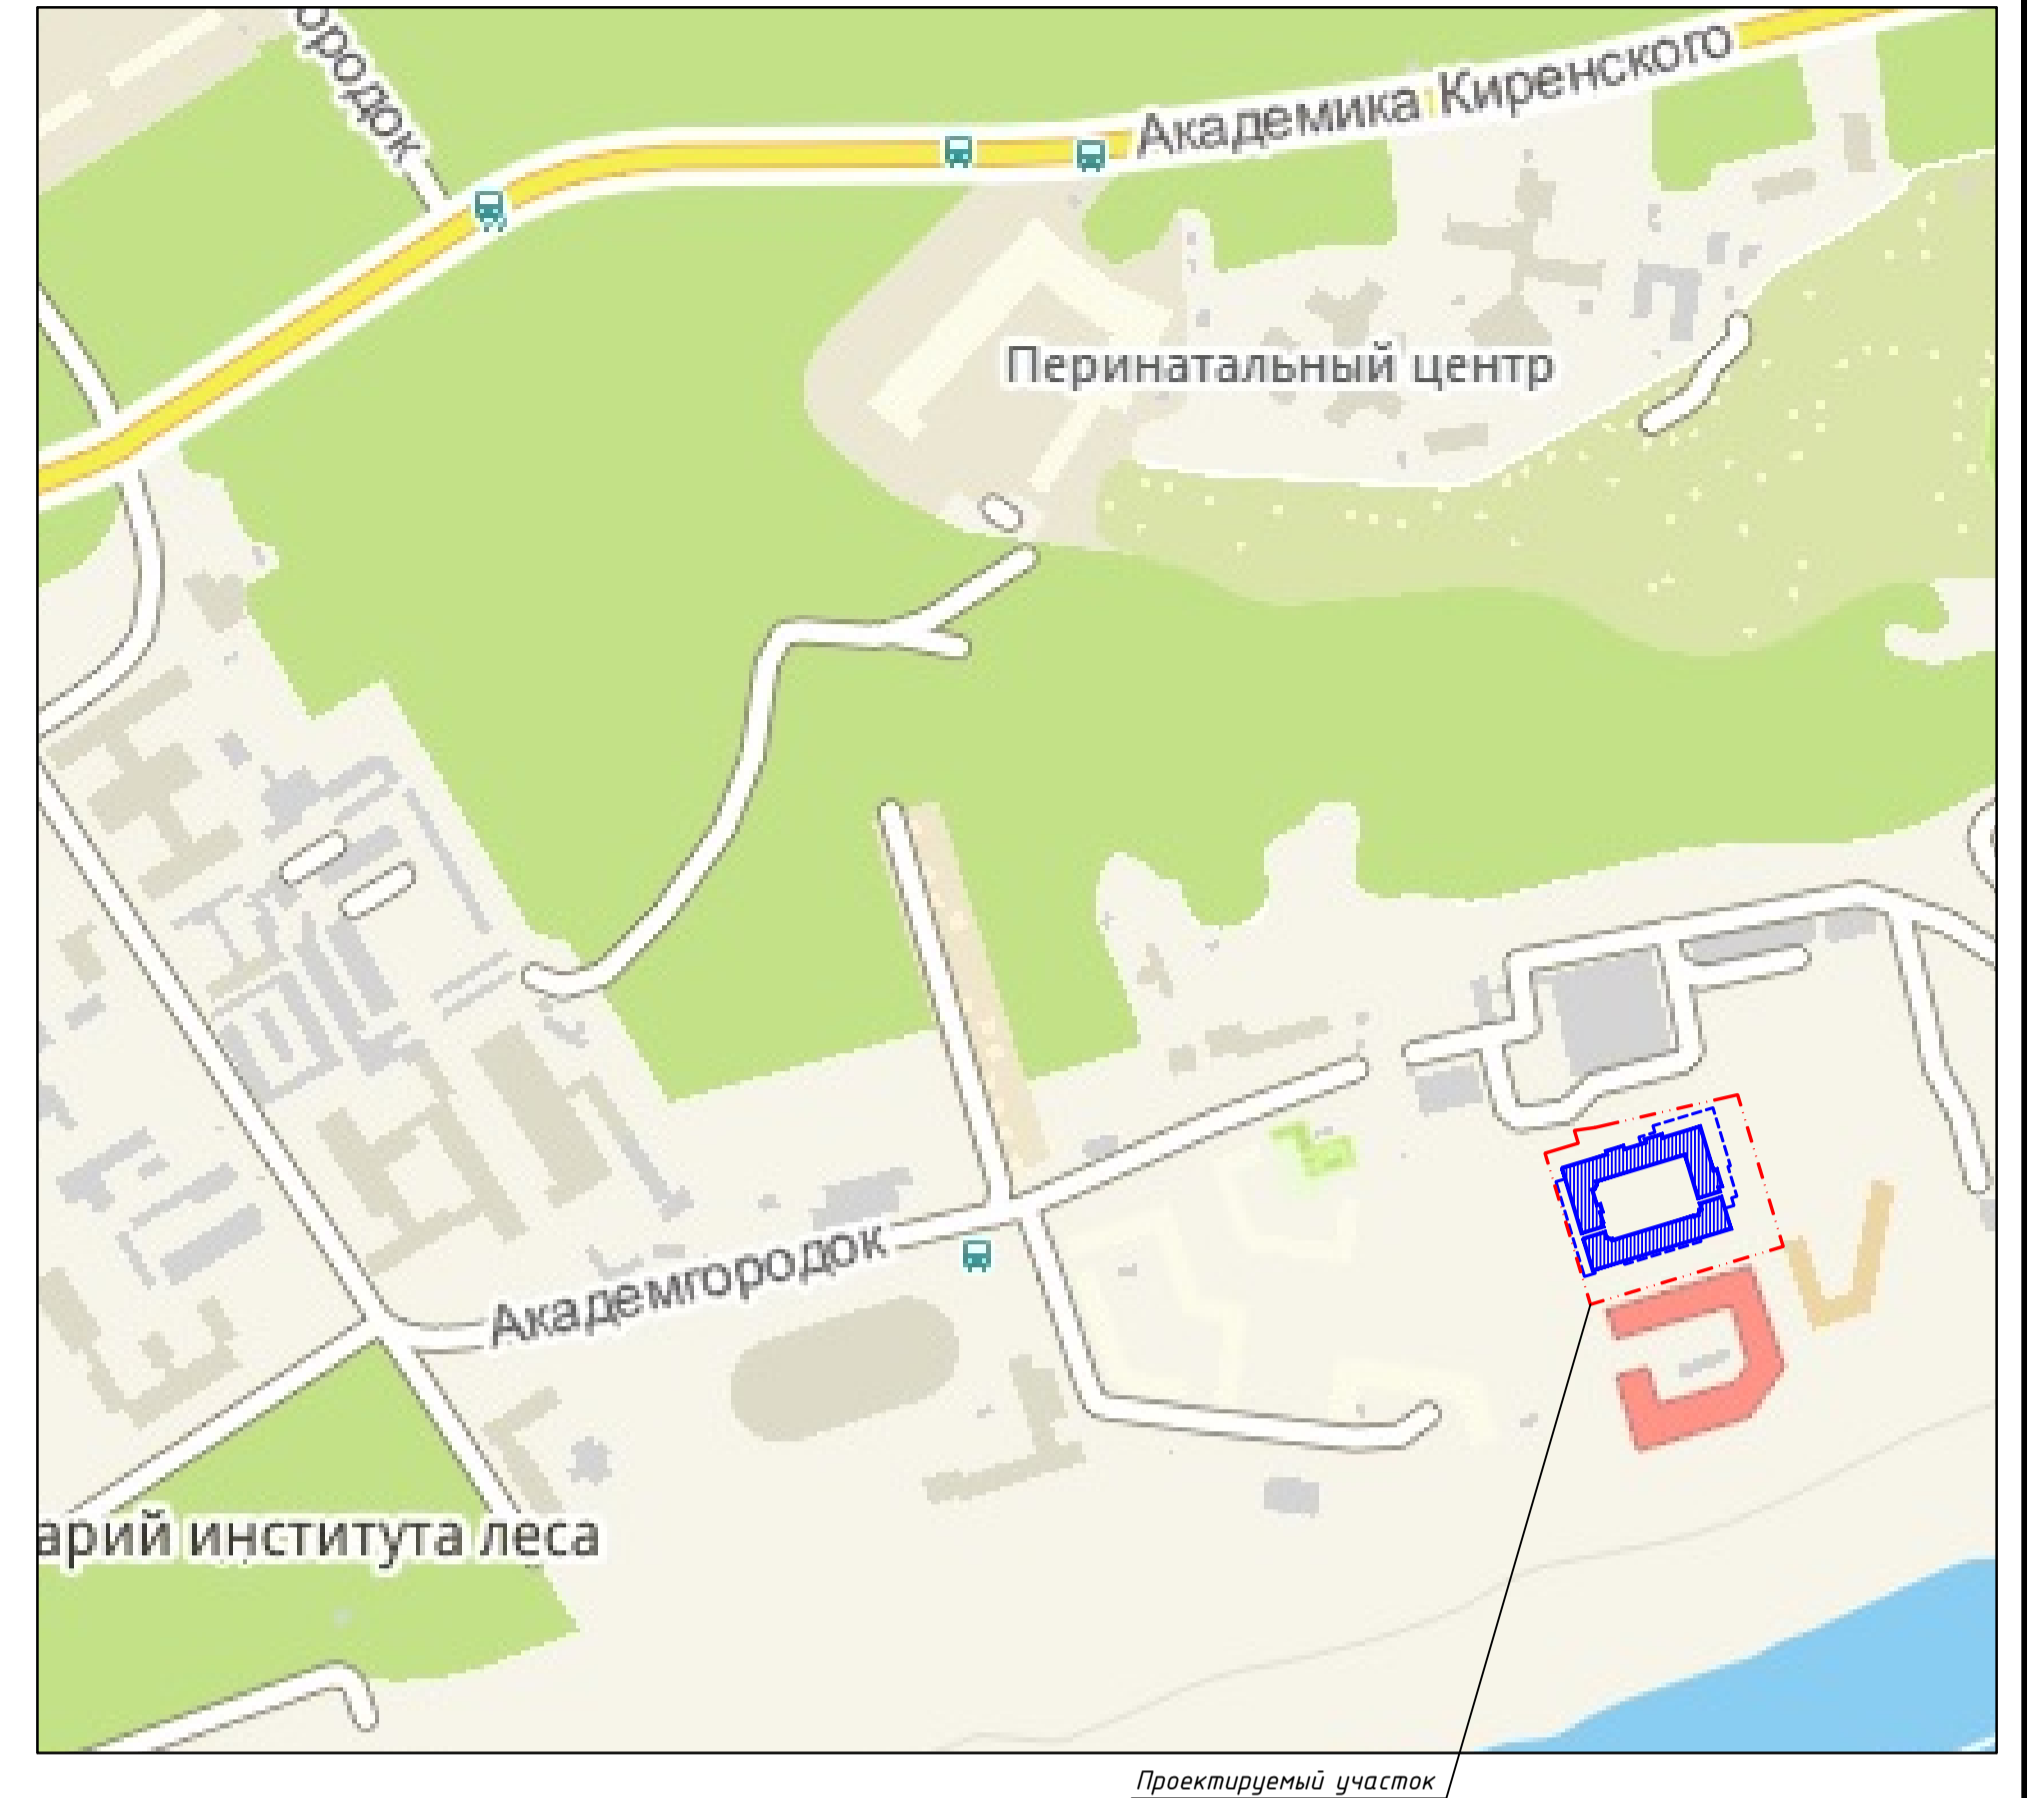 ородок
Академика Киренского
Перинатальный центр
Академгородок
арий института леса
Проектируемый участок